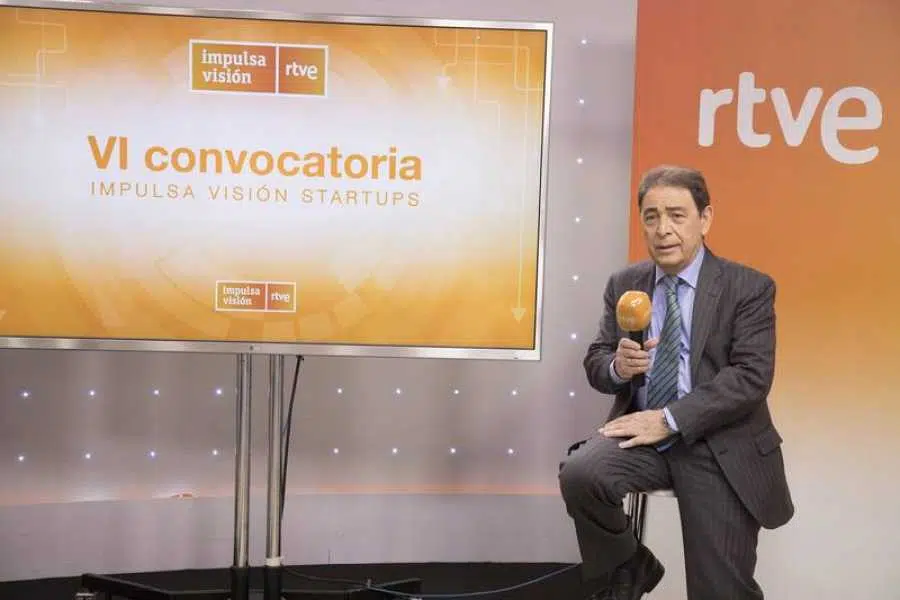 impulsa
visión
rtve
VI convocatoria
IMPULSA VISIÓN STARTUPS
impulsa
visión
rtve
rtve